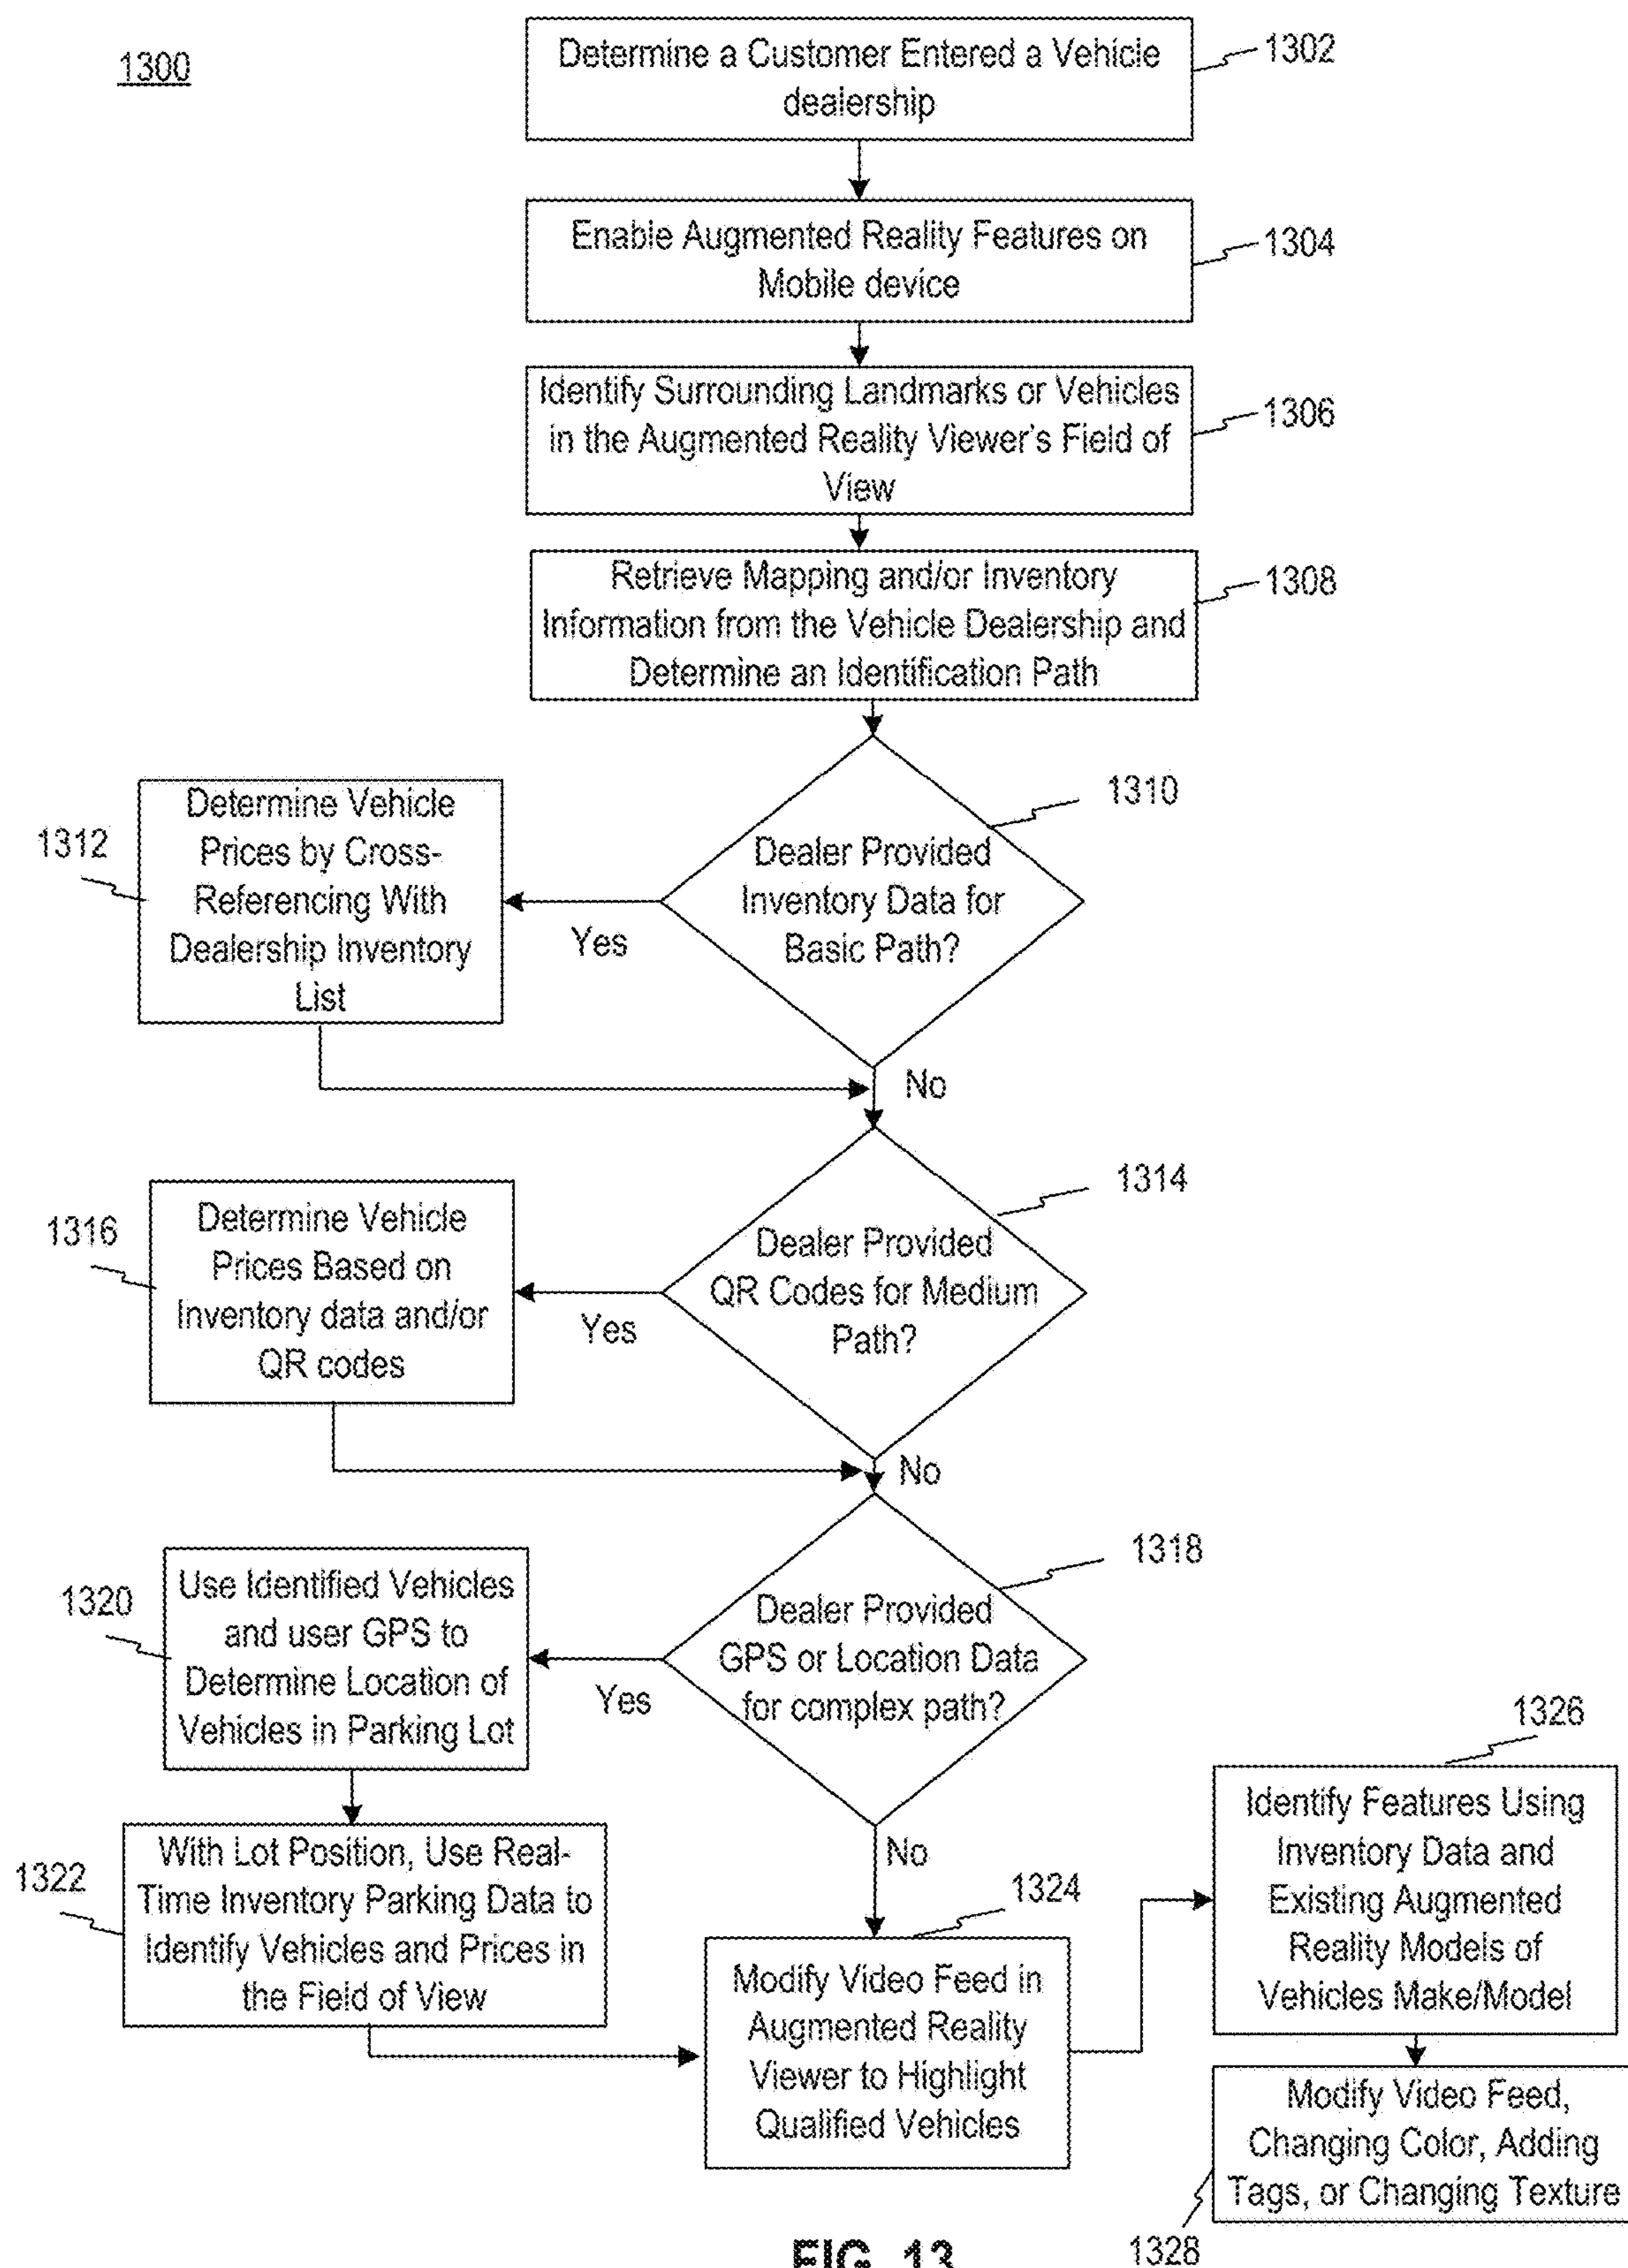 1300
Determine a Customer Entered a Vehicle
dealership
1302
Enable Augmented Reality Features on
Mobile device
1304
Identify Surrounding Landmarks or Vehicles
in the Augmented Reality Viewer's Field of
View
1306
Retrieve Mapping and/or Inventory
Information from the Vehicle Dealership and
Determine an Identification Path
1308
Dealer Provided
Inventory Data for
Basic Path?
1310
Yes
No
Determine Vehicle
Prices by Cross-
Referencing With
Dealership Inventory
List
1312
Dealer Provided
QR Codes for Medium
Path?
1314
Yes
No
Determine Vehicle
Prices Based on
Inventory data and/or
QR codes
1316
Dealer Provided
GPS or Location Data
for complex path?
1318
Yes
No
Use Identified Vehicles
and user GPS to
Determine Location of
Vehicles in Parking Lot
1320
With Lot Position, Use Real-
Time Inventory Parking Data to
Identify Vehicles and Prices in
the Field of View
1322
Modify Video Feed in
Augmented Reality
Viewer to Highlight
Qualified Vehicles
1324
Identify Features Using
Inventory Data and
Existing Augmented
Reality Models of
Vehicles Make/Model
1326
Modify Video Feed,
Changing Color, Adding
Tags, or Changing Texture
1328
FIG. 13